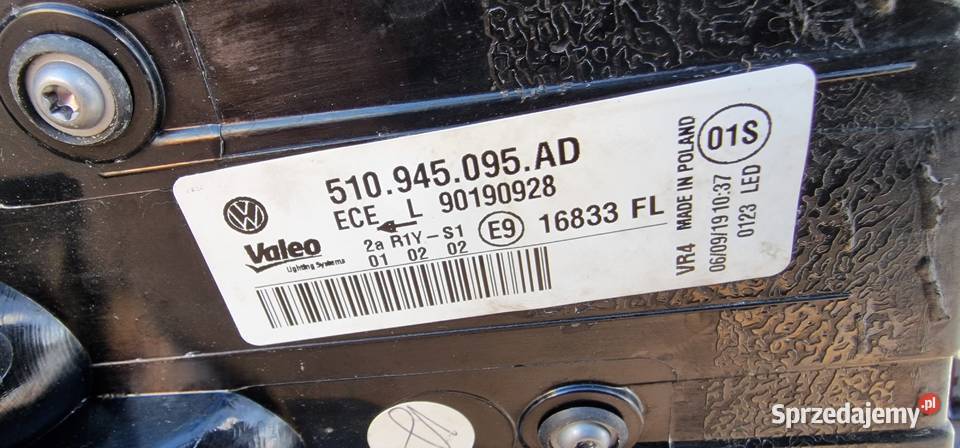 510.945.095.AD
ECE L 90190928
Valeo
Lighting Systems
2a R1Y-S1
01 02 02
E9
16833 FL
VR4 MADE IN POLAND
06/09/19 10:37
0123 LED
01S
Sprzedajemy.pl